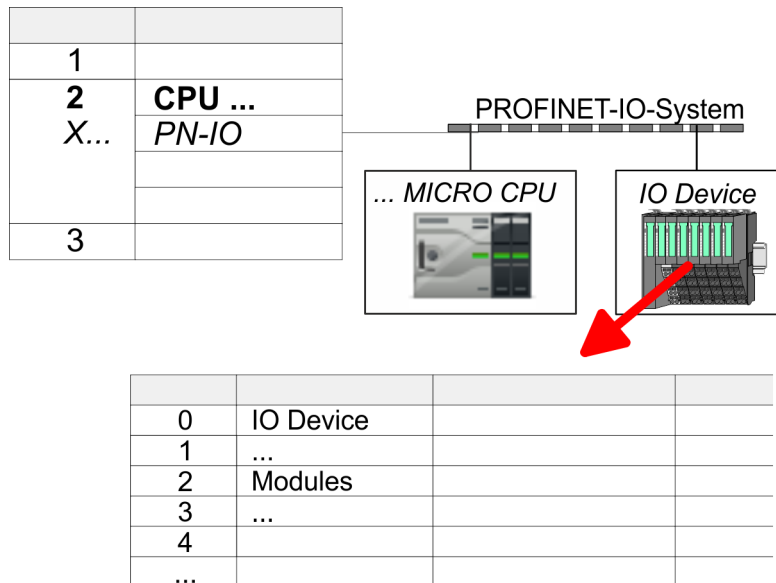 1
2 CPU ...
X... PN-IO
3
PROFINET-IO-System
... MICRO CPU
IO Device
0 IO Device
1 ...
2 Modules
3 ...
4
...